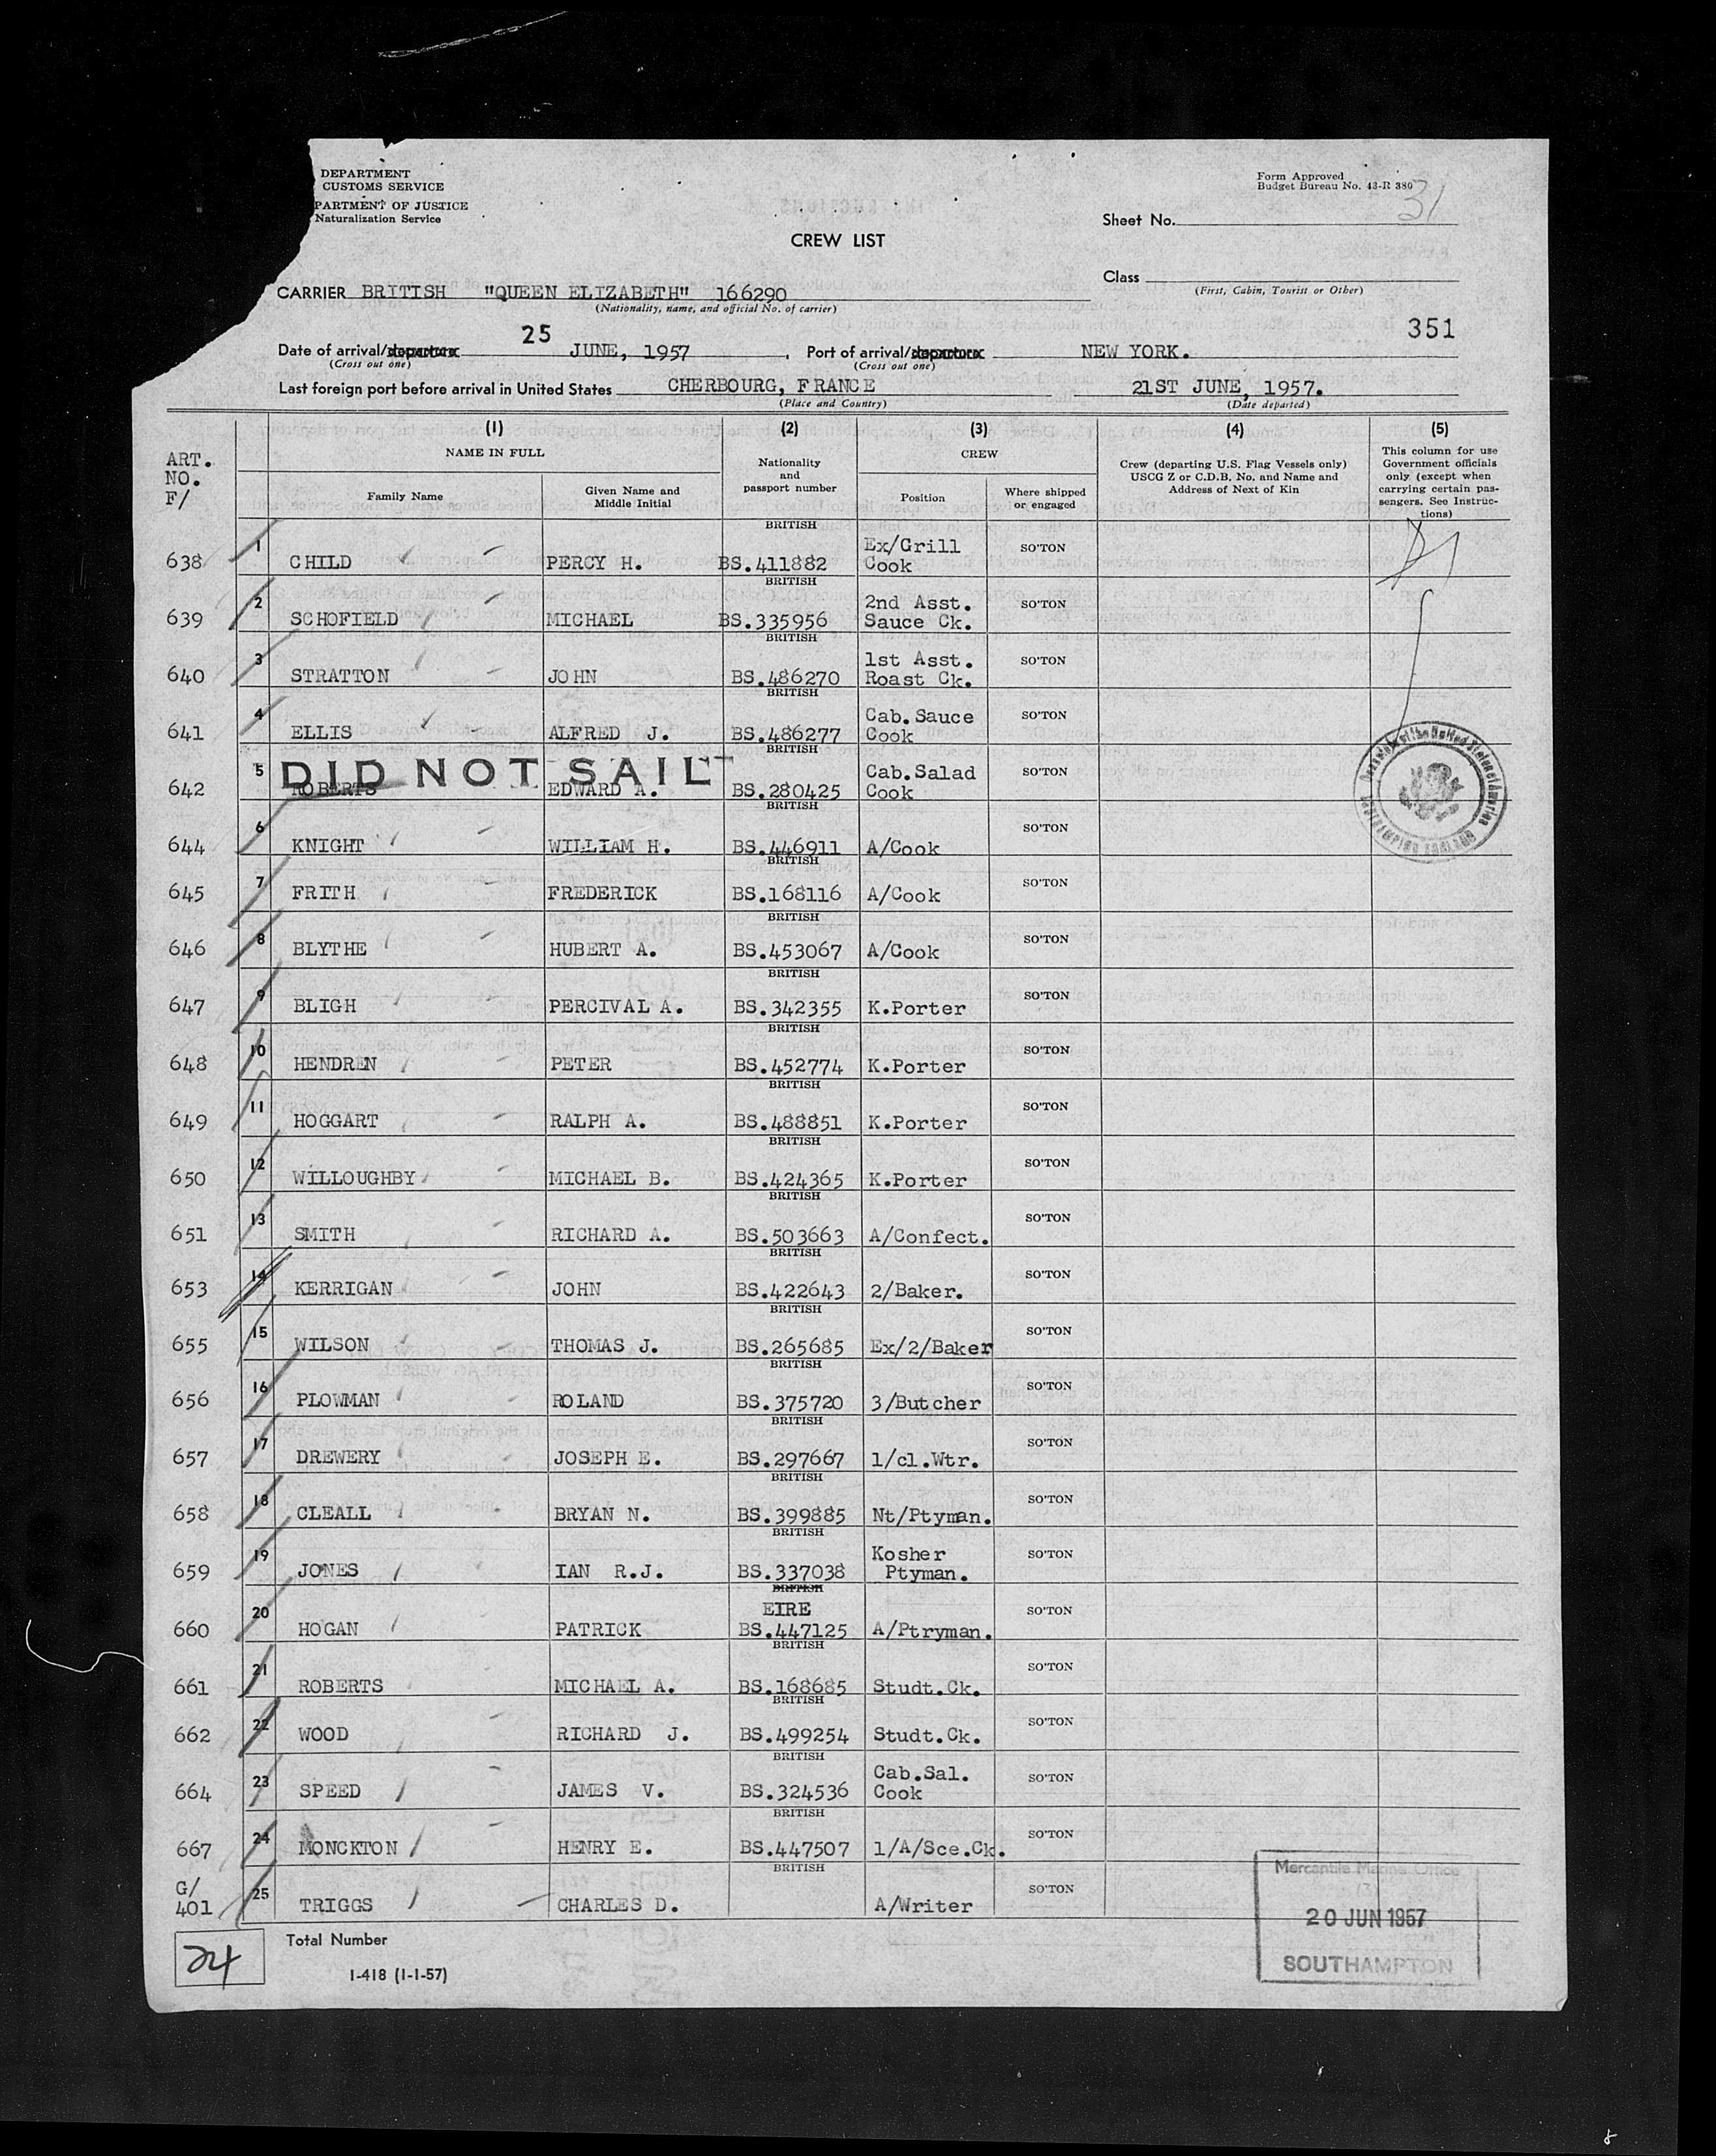 DEPARTMENT
CUSTOMS SERVICE
PARTMENT OF JUSTICE
Naturalization Service
Form Approved
Budget Bureau No. 43-R 380
Sheet No. 31
CREW LIST
Class
(First, Cabin, Tourist or Other)
CARRIER BRITISH "QUEEN ELIZABETH" 166290
(Nationality, name, and official No. of carrier)
351
Date of arrival/departure 25 JUNE, 1957, Port of arrival/departure NEW YORK.
(Cross out one) (Cross out one)
Last foreign port before arrival in United States CHERBOURG, FRANCE 21ST JUNE, 1957.
(Place and Country) (Date departed)
ART. NO. F/
(1) (2) (3) (4) (5)
NAME IN FULL
Family Name
Given Name and Middle Initial
Nationality and passport number
CREW
Position
Where shipped or engaged
Crew (departing U.S. Flag Vessels only) USCG Z or C.D.B. No. and Name and Address of Next of Kin
This column for use Government officials only (except when carrying certain passengers. See Instructions)
638 1 CHILD PERCY H. BRITISH BS.411882 Ex/Grill Cook SO'TON
639 2 SCHOFIELD MICHAEL BRITISH BS.335956 2nd Asst. Sauce Ck. SO'TON
640 3 STRATTON JOHN BRITISH BS.486270 1st Asst. Roast Ck. SO'TON
641 4 ELLIS ALFRED J. BRITISH BS.486277 Cab.Sauce Cook SO'TON
DID NOT SAIL
642 5 ROBERTS EDWARD A. BRITISH BS.280425 Cab.Salad Cook SO'TON
644 6 KNIGHT WILLIAM H. BRITISH BS.446911 A/Cook SO'TON
645 7 FRITH FREDERICK BRITISH BS.168116 A/Cook SO'TON
646 8 BLYTHE HUBERT A. BRITISH BS.453067 A/Cook SO'TON
647 9 BLIGH PERCIVAL A. BRITISH BS.342355 K.Porter SO'TON
648 10 HENDREN PETER BRITISH BS.452774 K.Porter SO'TON
649 11 HOGGART RALPH A. BRITISH BS.488851 K.Porter SO'TON
650 12 WILLOUGHBY MICHAEL B. BRITISH BS.424365 K.Porter SO'TON
651 13 SMITH RICHARD A. BRITISH BS.503663 A/Confect. SO'TON
653 14 KERRIGAN JOHN BRITISH BS.422643 2/Baker. SO'TON
655 15 WILSON THOMAS J. BRITISH BS.265685 Ex/2/Baker SO'TON
656 16 PLOWMAN ROLAND BRITISH BS.375720 3/Butcher SO'TON
657 17 DREWERY JOSEPH E. BRITISH BS.297667 1/cl.Wtr. SO'TON
658 18 CLEALL BRYAN N. BRITISH BS.399885 Nt/Ptyman. SO'TON
659 19 JONES IAN R.J. BRITISH BS.337038 Kosher Ptyman. SO'TON
660 20 HOGAN PATRICK BRITISH EIRE BS.447125 A/Ptryman. SO'TON
661 21 ROBERTS MICHAEL A. BRITISH BS.168685 Studt.Ck. SO'TON
662 22 WOOD RICHARD J. BRITISH BS.499254 Studt.Ck. SO'TON
664 23 SPEED JAMES V. BRITISH BS.324536 Cab.Sal. Cook SO'TON
667 24 MONCKTON HENRY E. BRITISH BS.447507 1/A/Sce.Ck. SO'TON
G/ 401 25 TRIGGS CHARLES D. BRITISH A/Writer SO'TON
24 Total Number
I-418 (1-1-57)
Mercantile Marine Office
20 JUN 1957
SOUTHAMPTON
8